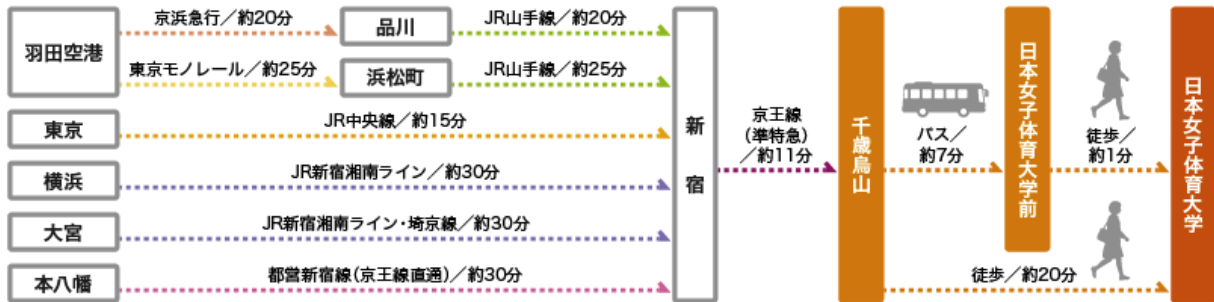 羽田空港
京浜急行／約20分
品川
JR山手線／約20分
東京モノレール／約25分
浜松町
JR山手線／約25分
東京
JR中央線／約15分
横浜
JR新宿湘南ライン／約30分
大宮
JR新宿湘南ライン・埼京線／約30分
本八幡
都営新宿線（京王線直通）／約30分
新宿
京王線
（準特急）
／約11分
千歳烏山
バス／
約7分
日本女子体育大学前
徒歩／
約1分
徒歩／約20分
日本女子体育大学